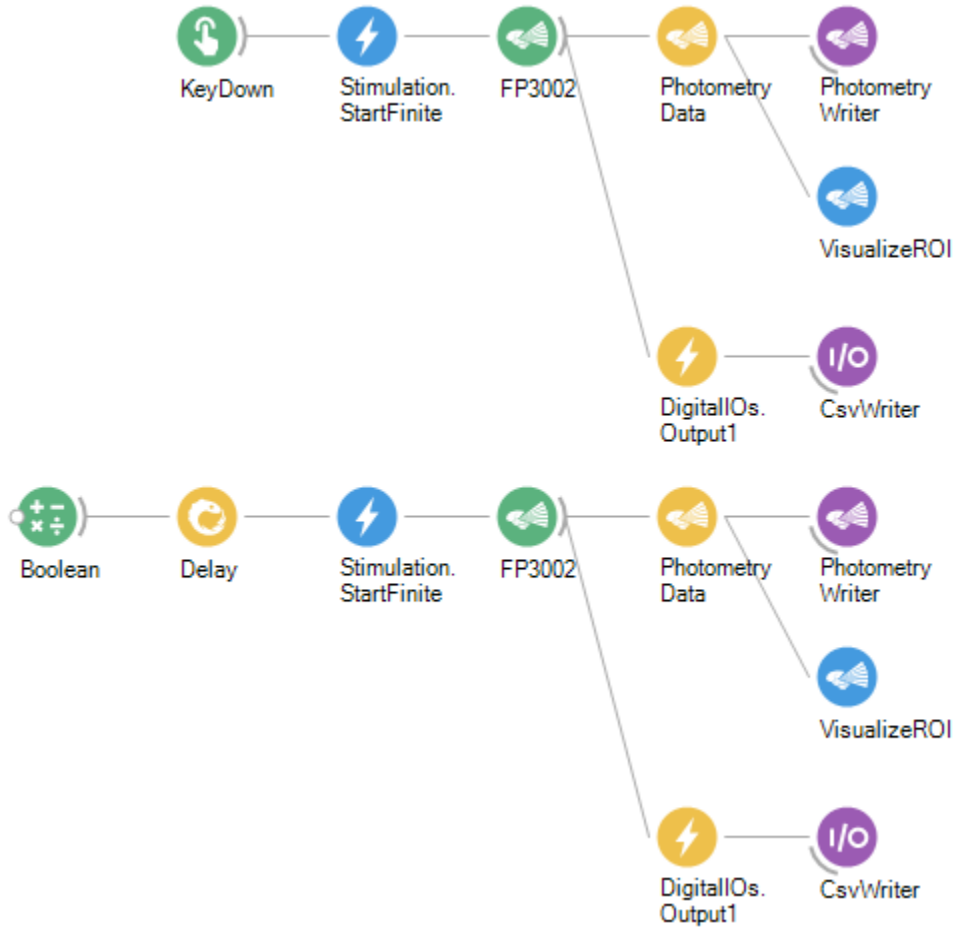 KeyDown
Stimulation.
StartFinite
FP3002
Photometry
Data
Photometry
Writer
VisualizeROI
DigitalIOs.
Output1
I/O
CsvWriter
Boolean
Delay
Stimulation.
StartFinite
FP3002
Photometry
Data
Photometry
Writer
VisualizeROI
DigitalIOs.
Output1
I/O
CsvWriter